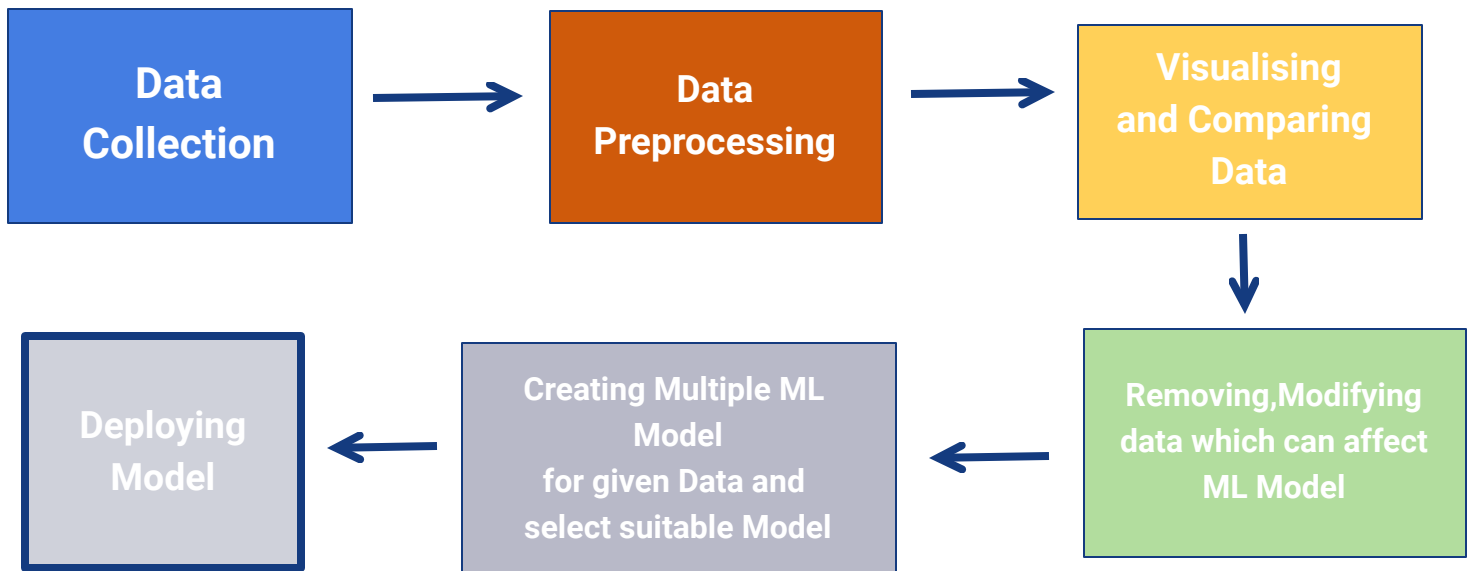 Data
Collection
Data
Preprocessing
Visualising
and Comparing
Data
Removing,Modifying
data which can affect
ML Model
Creating Multiple ML
Model
for given Data and
select suitable Model
Deploying
Model